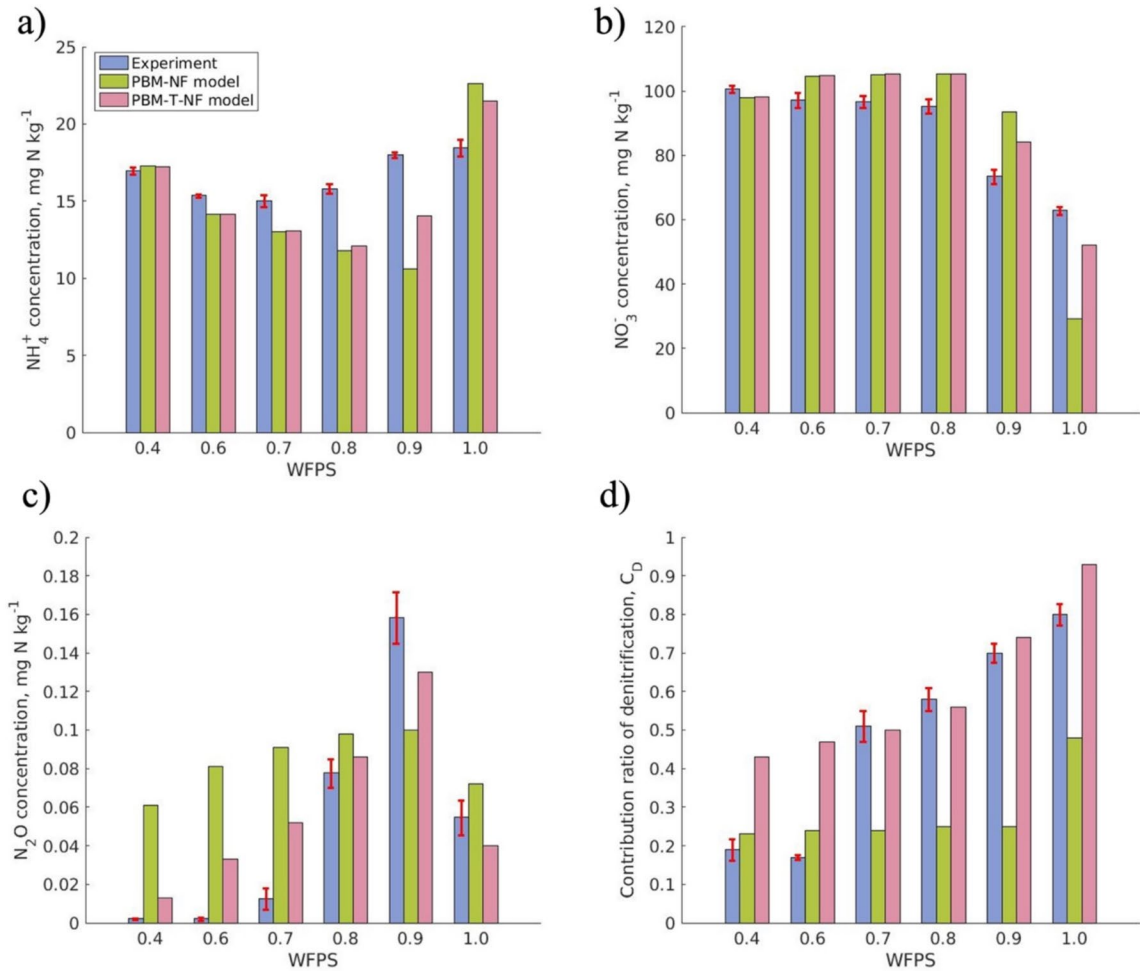 a)
25
20
15
10
5
0
NH₄⁺ concentration, mg N kg⁻¹
Experiment
PBM-NF model
PBM-T-NF model
0.4 0.6 0.7 0.8 0.9 1.0
WFPS
b)
120
100
80
60
40
20
0
NO₃⁻ concentration, mg N kg⁻¹
0.4 0.6 0.7 0.8 0.9 1.0
WFPS
c)
0.2
0.18
0.16
0.14
0.12
0.1
0.08
0.06
0.04
0.02
0
N₂O concentration, mg N kg⁻¹
0.4 0.6 0.7 0.8 0.9 1.0
WFPS
d)
1
0.9
0.8
0.7
0.6
0.5
0.4
0.3
0.2
0.1
0
Contribution ratio of denitrification, C_D
0.4 0.6 0.7 0.8 0.9 1.0
WFPS